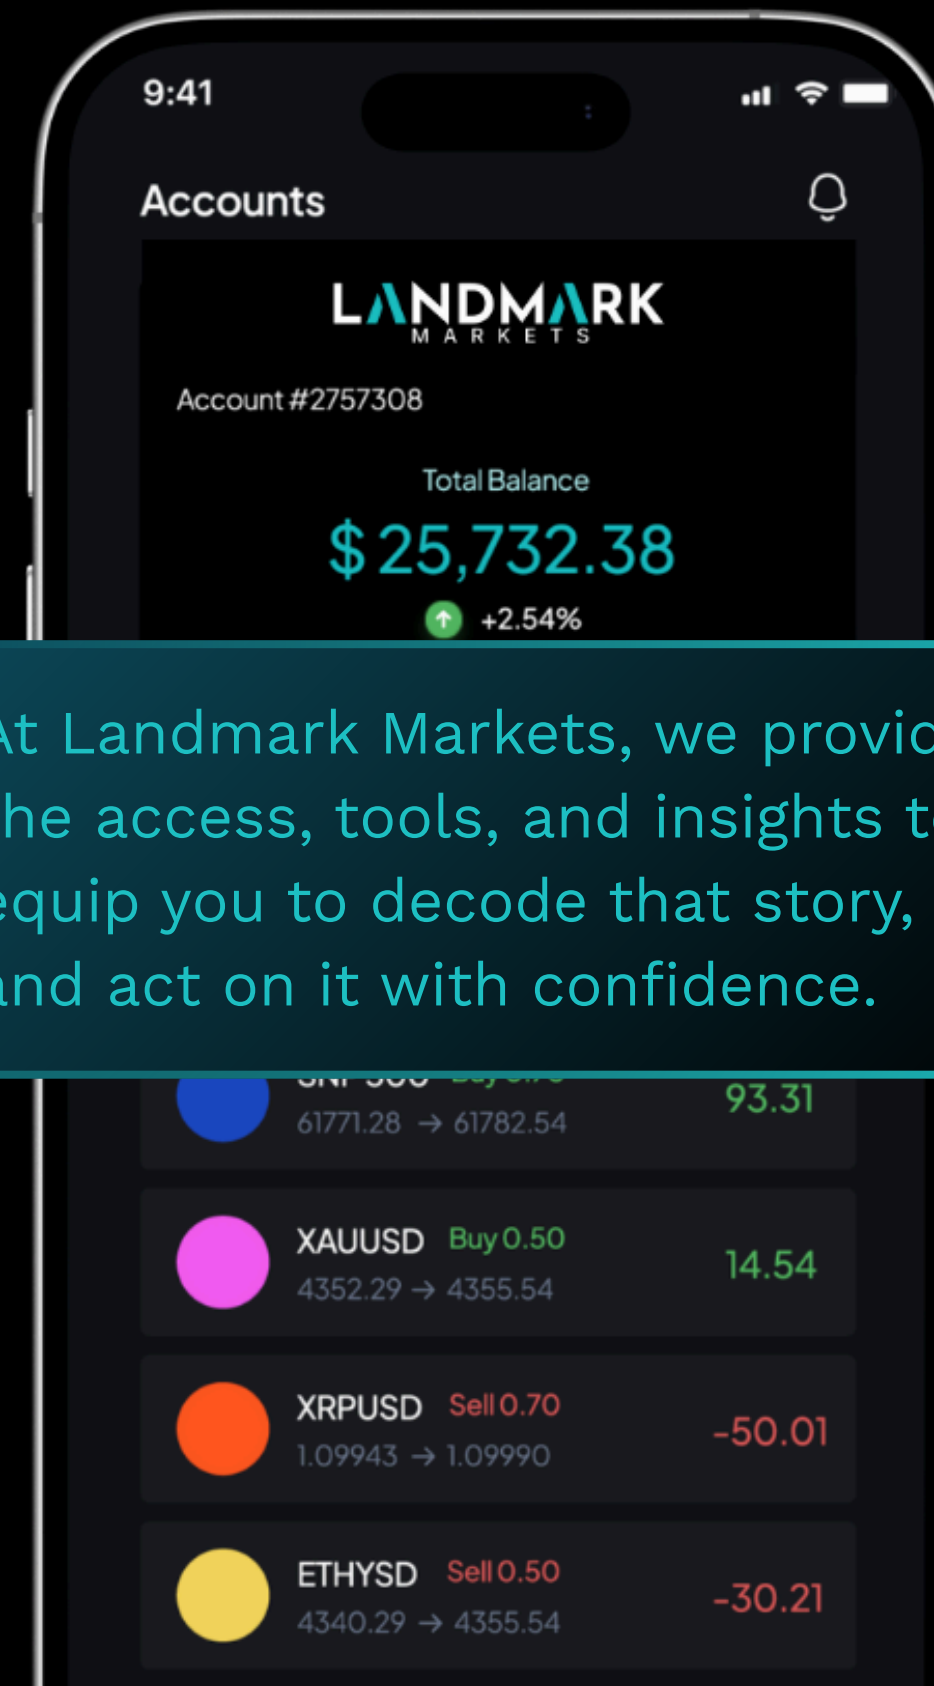 9:41
Accounts
LANDMARK
MARKETS
Account #2757308
Total Balance
$ 25,732.38
+2.54%
At Landmark Markets, we
the access, tools, and insights
equip you to decode that story,
and act on it with confidence.
93.31
61771.28 → 61782.54
XAUUSD Buy 0.50
14.54
4352.29 → 4355.54
XRPUSD Sell 0.70
-50.01
1.09943 → 1.09990
ETHYSD Sell 0.50
-30.21
4340.29 → 4355.54